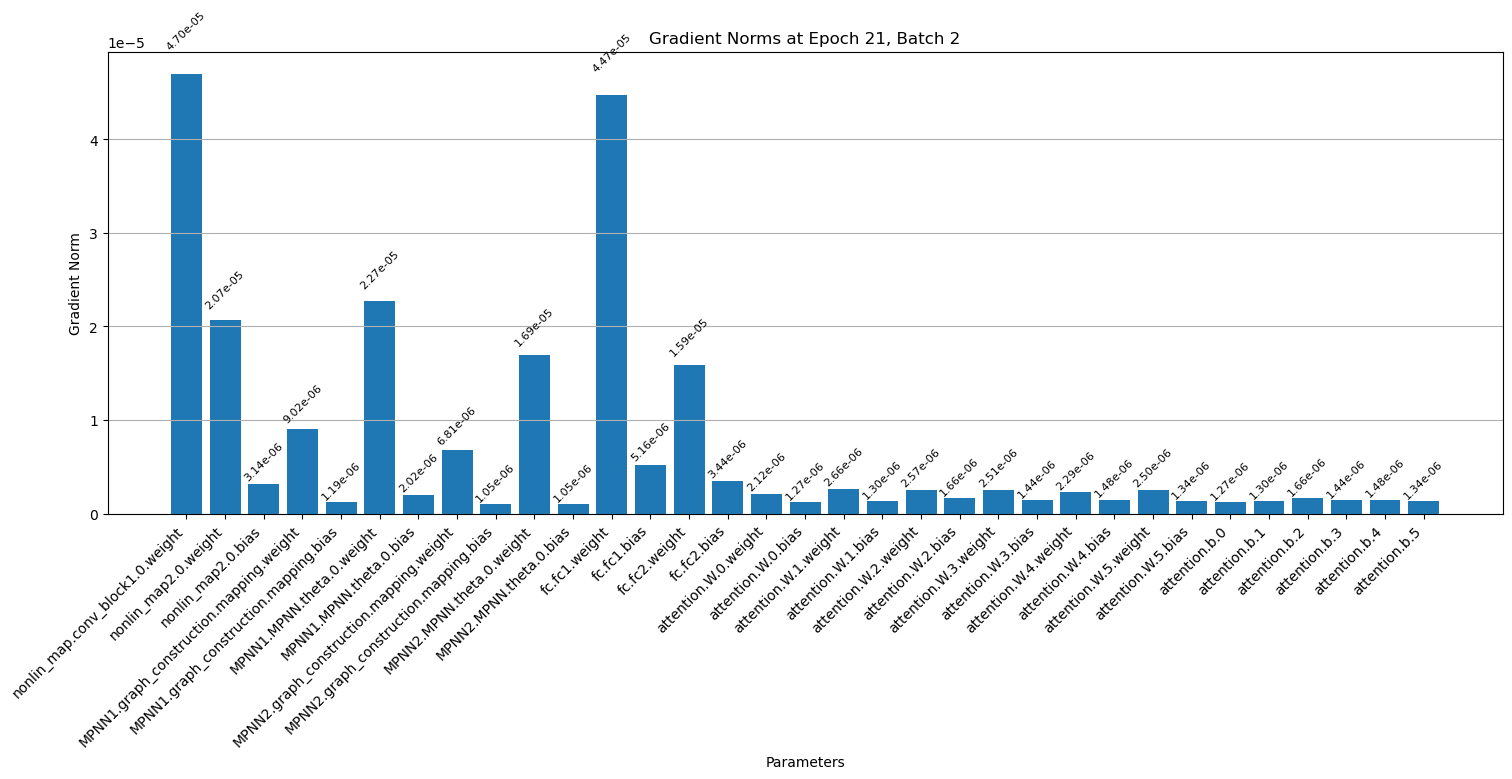 Gradient Norms at Epoch 21, Batch 2
1e−5
4
3
2
1
0
Gradient Norm
4.70e-05
2.07e-05
3.14e-06
9.02e-06
1.19e-06
2.27e-05
2.02e-06
6.81e-06
1.05e-06
1.69e-05
1.05e-06
4.47e-05
5.16e-06
1.59e-05
3.44e-06
2.12e-06
1.27e-06
2.66e-06
1.30e-06
2.57e-06
1.66e-06
2.51e-06
1.44e-06
2.29e-06
1.48e-06
2.50e-06
1.34e-06
1.27e-06
1.30e-06
1.66e-06
1.44e-06
1.48e-06
1.34e-06
nonlin_map.conv_block1.0.weight
nonlin_map2.0.weight
nonlin_map2.0.bias
MPNN1.graph_construction.mapping.weight
MPNN1.graph_construction.mapping.bias
MPNN1.MPNN.theta.0.weight
MPNN1.MPNN.theta.0.bias
MPNN2.graph_construction.mapping.weight
MPNN2.graph_construction.mapping.bias
MPNN2.MPNN.theta.0.weight
MPNN2.MPNN.theta.0.bias
fc.fc1.weight
fc.fc1.bias
fc.fc2.weight
fc.fc2.bias
attention.W.0.weight
attention.W.0.bias
attention.W.1.weight
attention.W.1.bias
attention.W.2.weight
attention.W.2.bias
attention.W.3.weight
attention.W.3.bias
attention.W.4.weight
attention.W.4.bias
attention.W.5.weight
attention.W.5.bias
attention.b.0
attention.b.1
attention.b.2
attention.b.3
attention.b.4
attention.b.5
Parameters